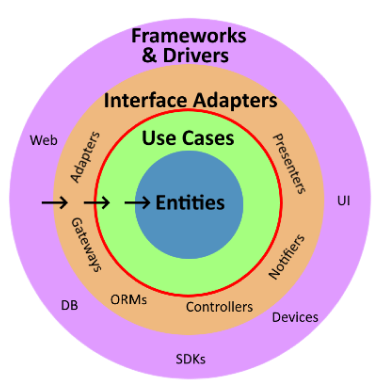 Frameworks
& Drivers
Interface Adapters
Use Cases
Entities
Web
Adapters
Presenters
UI
Gateways
Notifiers
DB
ORMs
Controllers
Devices
SDKs